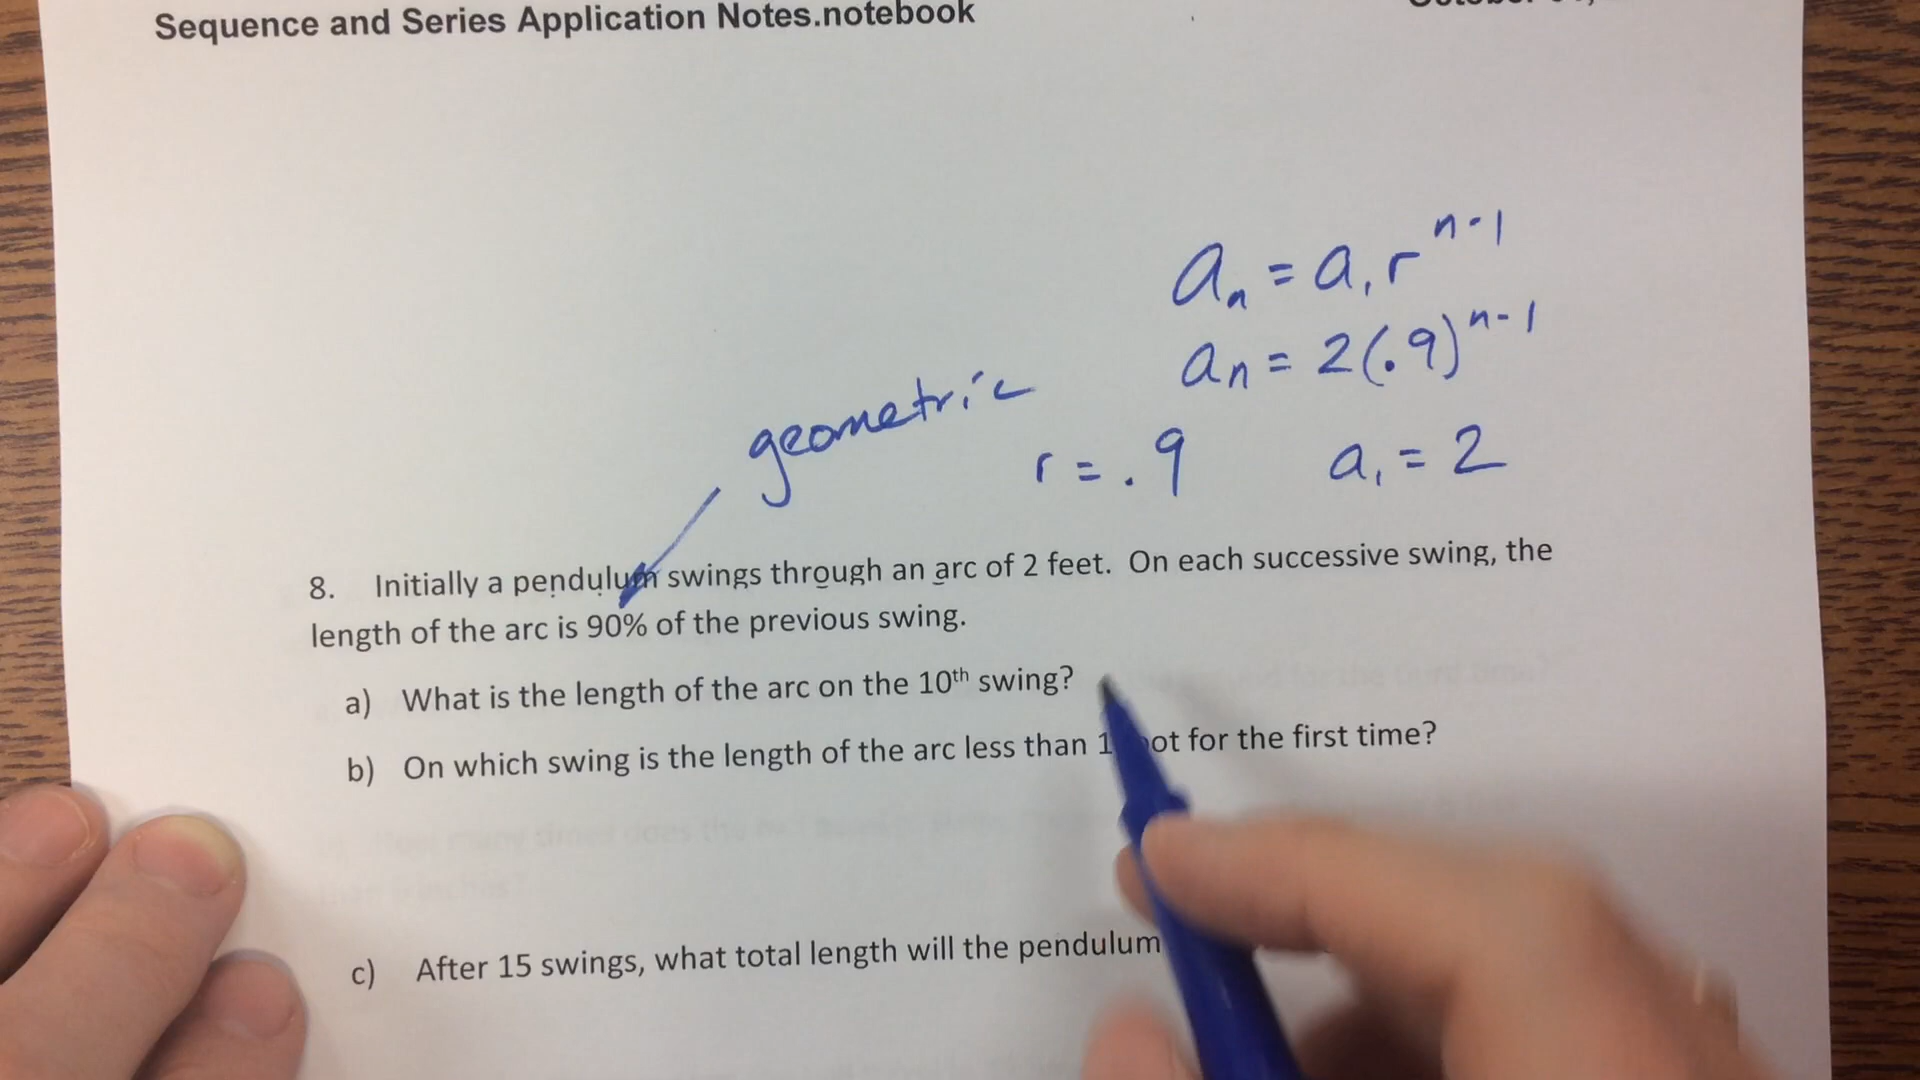 Sequence and Series Application Notes.notebook
aₙ = a₁rⁿ⁻¹
aₙ = 2(.9)ⁿ⁻¹
geometric
r = .9 a₁ = 2
8. Initially a pendulum swings through an arc of 2 feet. On each successive swing, the
length of the arc is 90% of the previous swing.
a) What is the length of the arc on the 10th swing?
b) On which swing is the length of the arc less than 1 for the first time?
c) After 15 swings, what total length will the pendulum